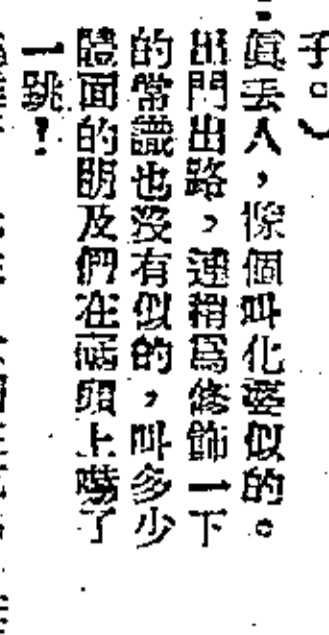 子。）
真丟人，像個叫化婆似的。
出門出路，連稍爲修飾一下
的常識也沒有似的，叫多少
體面的朋友們在碼頭上嚇了
一跳！